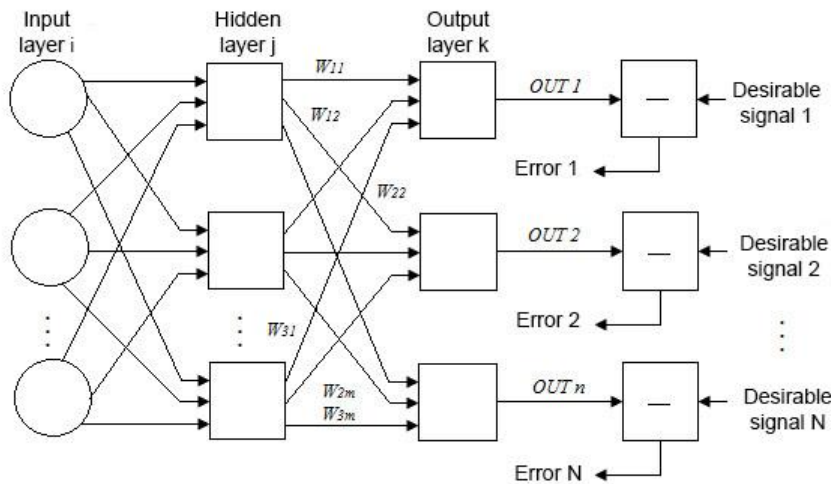 Input
layer i
Hidden
layer j
Output
layer k
W11
W12
W22
W31
W2m
W3m
OUT 1
Desirable
signal 1
Error 1
OUT 2
Desirable
signal 2
Error 2
OUT n
Desirable
signal N
Error N